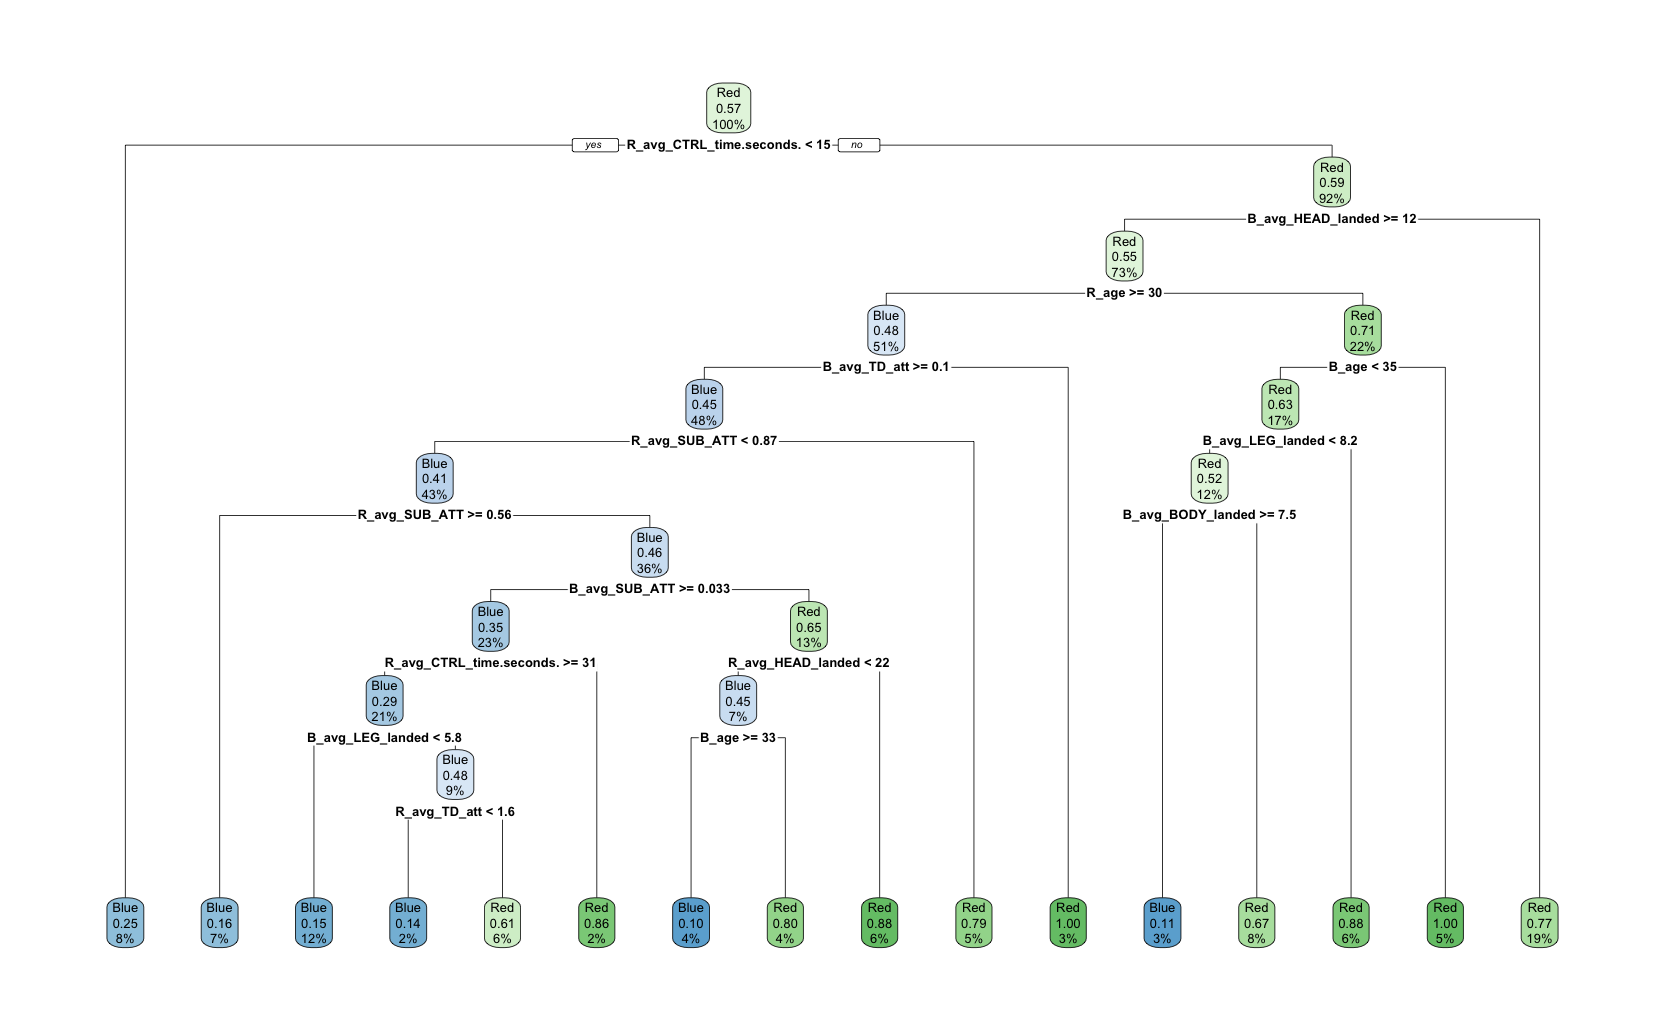 Red
0.57
100%
yes
R_avg_CTRL_time.seconds. < 15
no
Red
0.59
92%
B_avg_HEAD_landed >= 12
Red
0.55
73%
R_age >= 30
Blue
0.48
51%
Red
0.71
22%
B_avg_TD_att >= 0.1
B_age < 35
Blue
0.45
48%
Red
0.63
17%
R_avg_SUB_ATT < 0.87
B_avg_LEG_landed < 8.2
Blue
0.41
43%
Red
0.52
12%
R_avg_SUB_ATT >= 0.56
B_avg_BODY_landed >= 7.5
Blue
0.46
36%
B_avg_SUB_ATT >= 0.033
Blue
0.35
23%
Red
0.65
13%
R_avg_CTRL_time.seconds. >= 31
R_avg_HEAD_landed < 22
Blue
0.29
21%
Blue
0.45
7%
B_avg_LEG_landed < 5.8
B_age >= 33
Blue
0.48
9%
R_avg_TD_att < 1.6
Blue
0.25
8%
Blue
0.16
7%
Blue
0.15
12%
Blue
0.14
2%
Red
0.61
6%
Red
0.86
2%
Blue
0.10
4%
Red
0.80
4%
Red
0.88
6%
Red
0.79
5%
Red
1.00
3%
Blue
0.11
3%
Red
0.67
8%
Red
0.88
6%
Red
1.00
5%
Red
0.77
19%